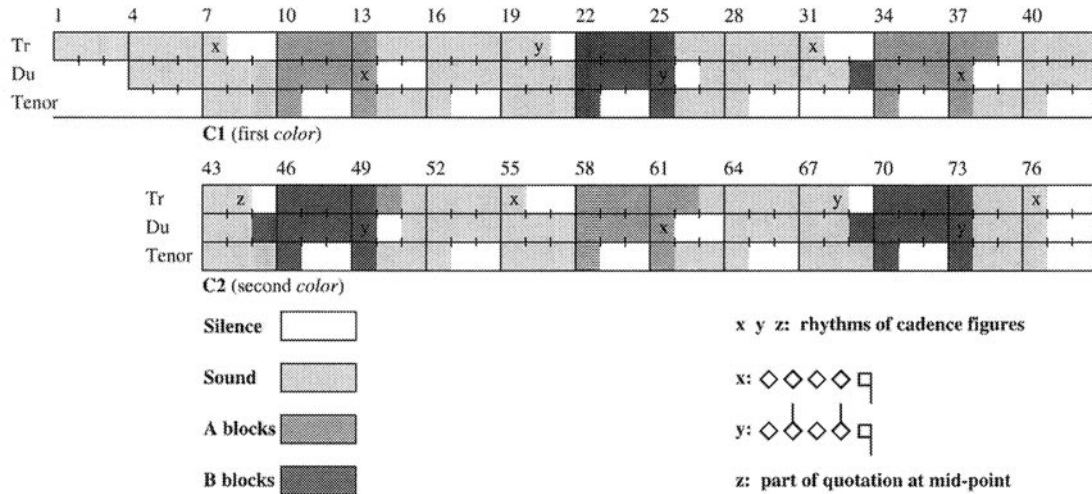 1 4 7 10 13 16 19 22 25 28 31 34 37 40
Tr x y x
Du x y x
Tenor
C1 (first color)
43 46 49 52 55 58 61 64 67 70 73 76
Tr z x y x
Du y x y
Tenor
C2 (second color)
Silence
x y z: rhythms of cadence figures
Sound
x:
A blocks
y:
B blocks
z: part of quotation at mid-point